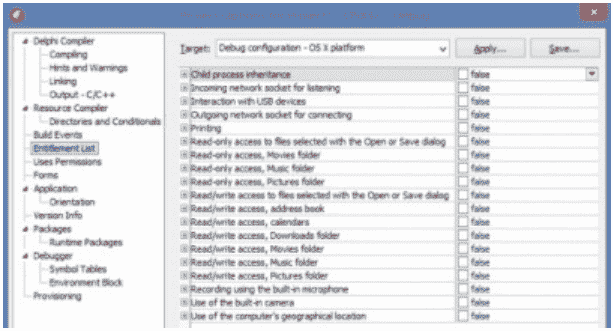 Delphi Compiler
Compiling
Hints and Warnings
Linking
Output - C/C++
Resource Compiler
Directories and Conditionals
Build Events
Entitlement List
Uses Permissions
Forms
Application
Orientation
Version Info
Packages
Runtime Packages
Debugger
Symbol Tables
Environment Block
Provisioning
Target: Debug configuration - OS X platform Apply... Save...
Child process inheritance false
Incoming network socket for listening false
Interaction with USB devices false
Outgoing network socket for connecting false
Printing false
Read-only access to files selected with the Open or Save dialog false
Read-only access, Movies folder false
Read-only access, Music folder false
Read-only access, Pictures folder false
Read/write access to files selected with the Open or Save dialog false
Read/write access, address book false
Read/write access, calendars false
Read/write access, Downloads folder false
Read/write access, Movies folder false
Read/write access, Music folder false
Read/write access, Pictures folder false
Recording using the built-in microphone false
Use of the built-in camera false
Use of the computer's geographical location false